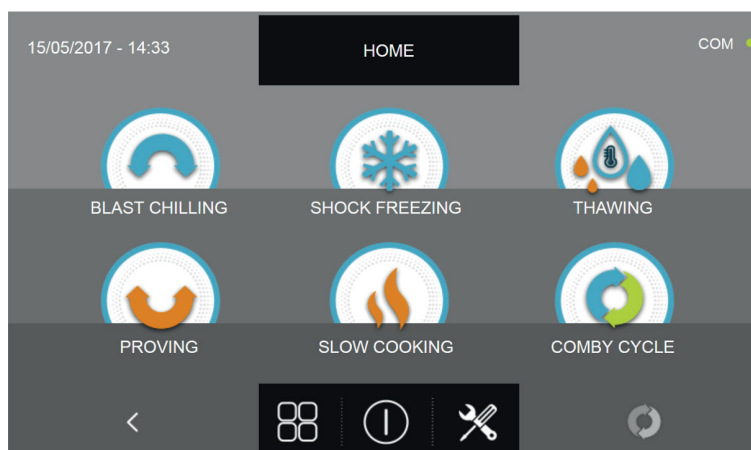 15/05/2017 - 14:33
HOME
COM
BLAST CHILLING
SHOCK FREEZING
THAWING
PROVING
SLOW COOKING
COMBY CYCLE